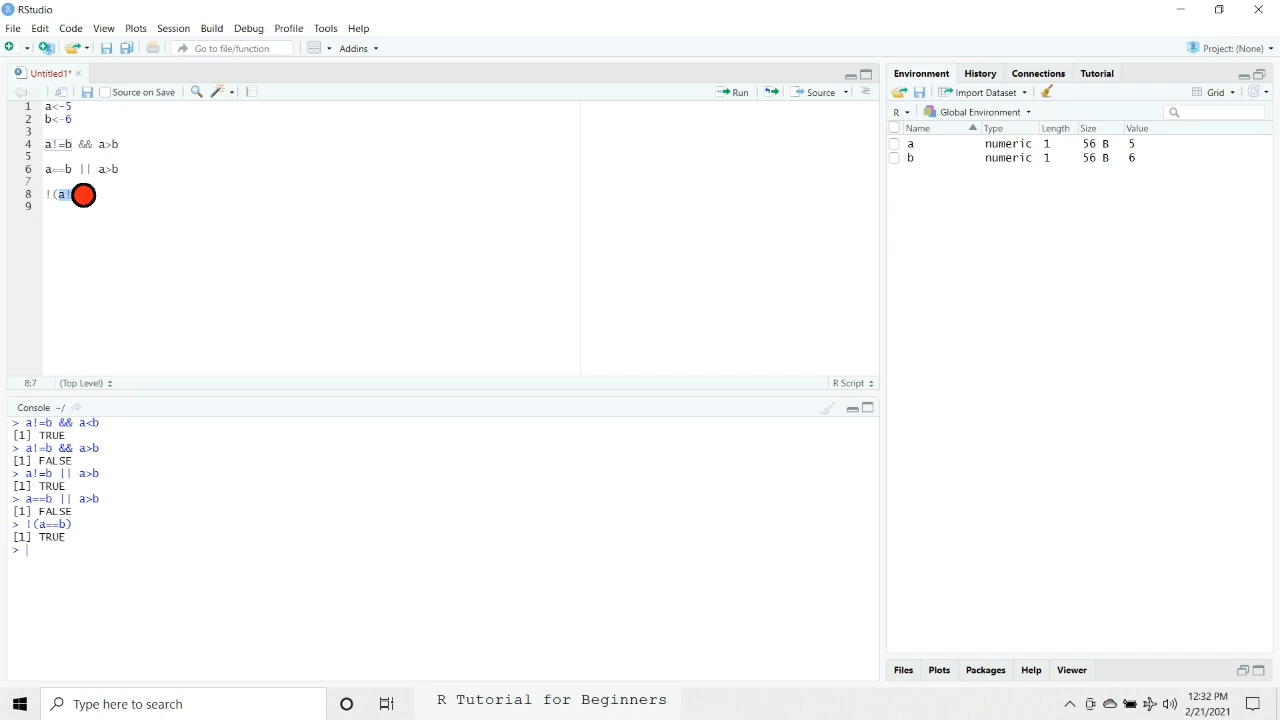 RStudio
File Edit Code View Plots Session Build Debug Profile Tools Help
Go to file/function Addins Project: (None)
Untitled1*
Source on Save Run Source
1 a<-5
2 b<-6
3
4 a!=b && a>b
5
6 a==b || a>b
7
8 !(a!
9
8:7 (Top Level) R Script
Console ~/
> a!=b && a<b
[1] TRUE
> a!=b && a>b
[1] FALSE
> a!=b || a>b
[1] TRUE
> a==b || a>b
[1] FALSE
> !(a==b)
[1] TRUE
>
Environment History Connections Tutorial
Import Dataset Grid
R Global Environment
Name Type Length Size Value
a numeric 1 56 B 5
b numeric 1 56 B 6
Files Plots Packages Help Viewer
Type here to search
R Tutorial for Beginners
12:32 PM
2/21/2021